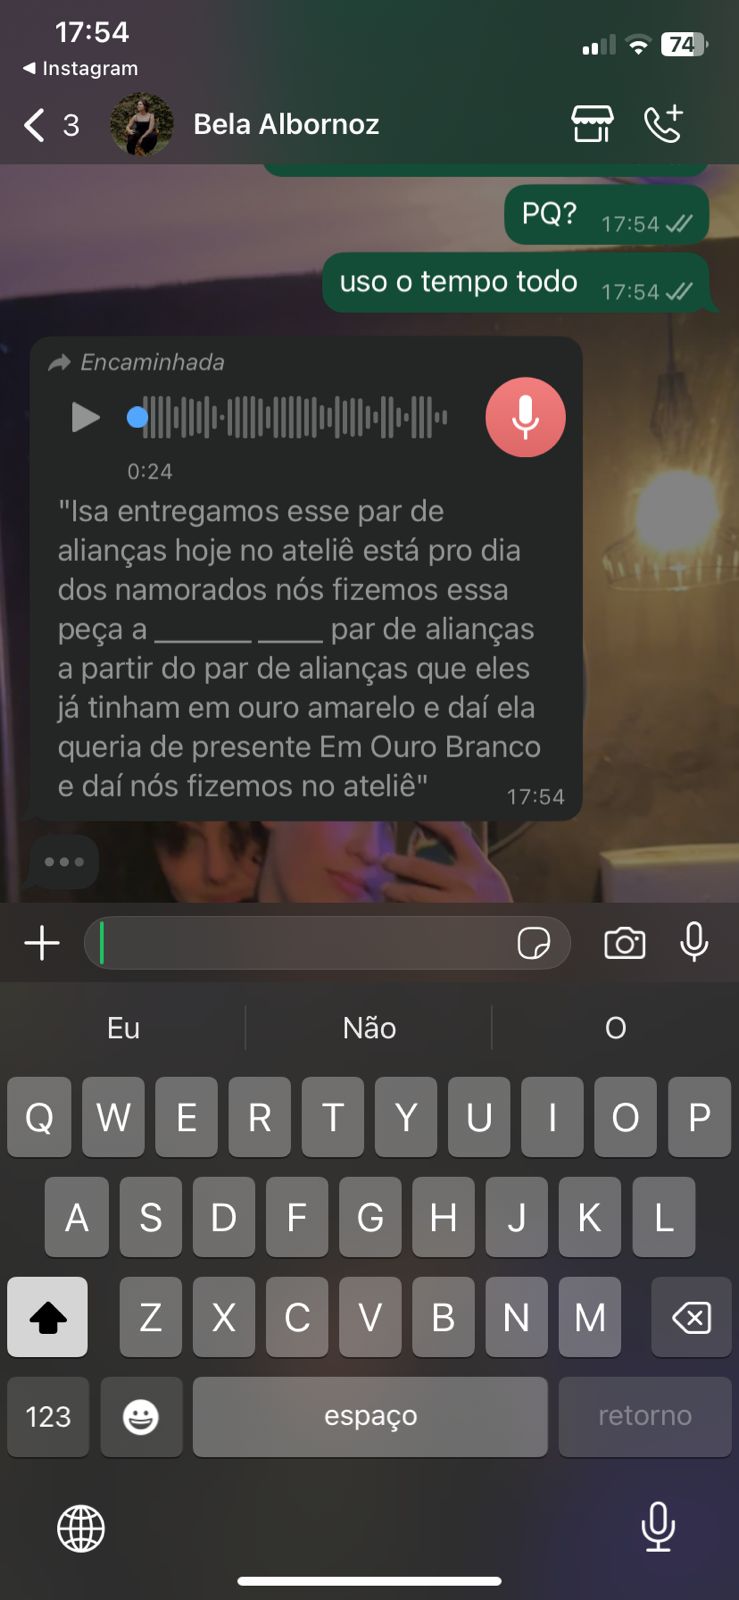 17:54
74
◀ Instagram
3
Bela Albornoz
PQ? 17:54
uso o tempo todo 17:54
Encaminhada
0:24
"Isa entregamos esse par de
alianças hoje no ateliê está pro dia
dos namorados nós fizemos essa
peça a _______ _____ par de alianças
a partir do par de alianças que eles
já tinham em ouro amarelo e daí ela
queria de presente Em Ouro Branco
e daí nós fizemos no ateliê"
17:54
Eu Não O
Q W E R T Y U I O P
A S D F G H J K L
Z X C V B N M
123 espaço retorno